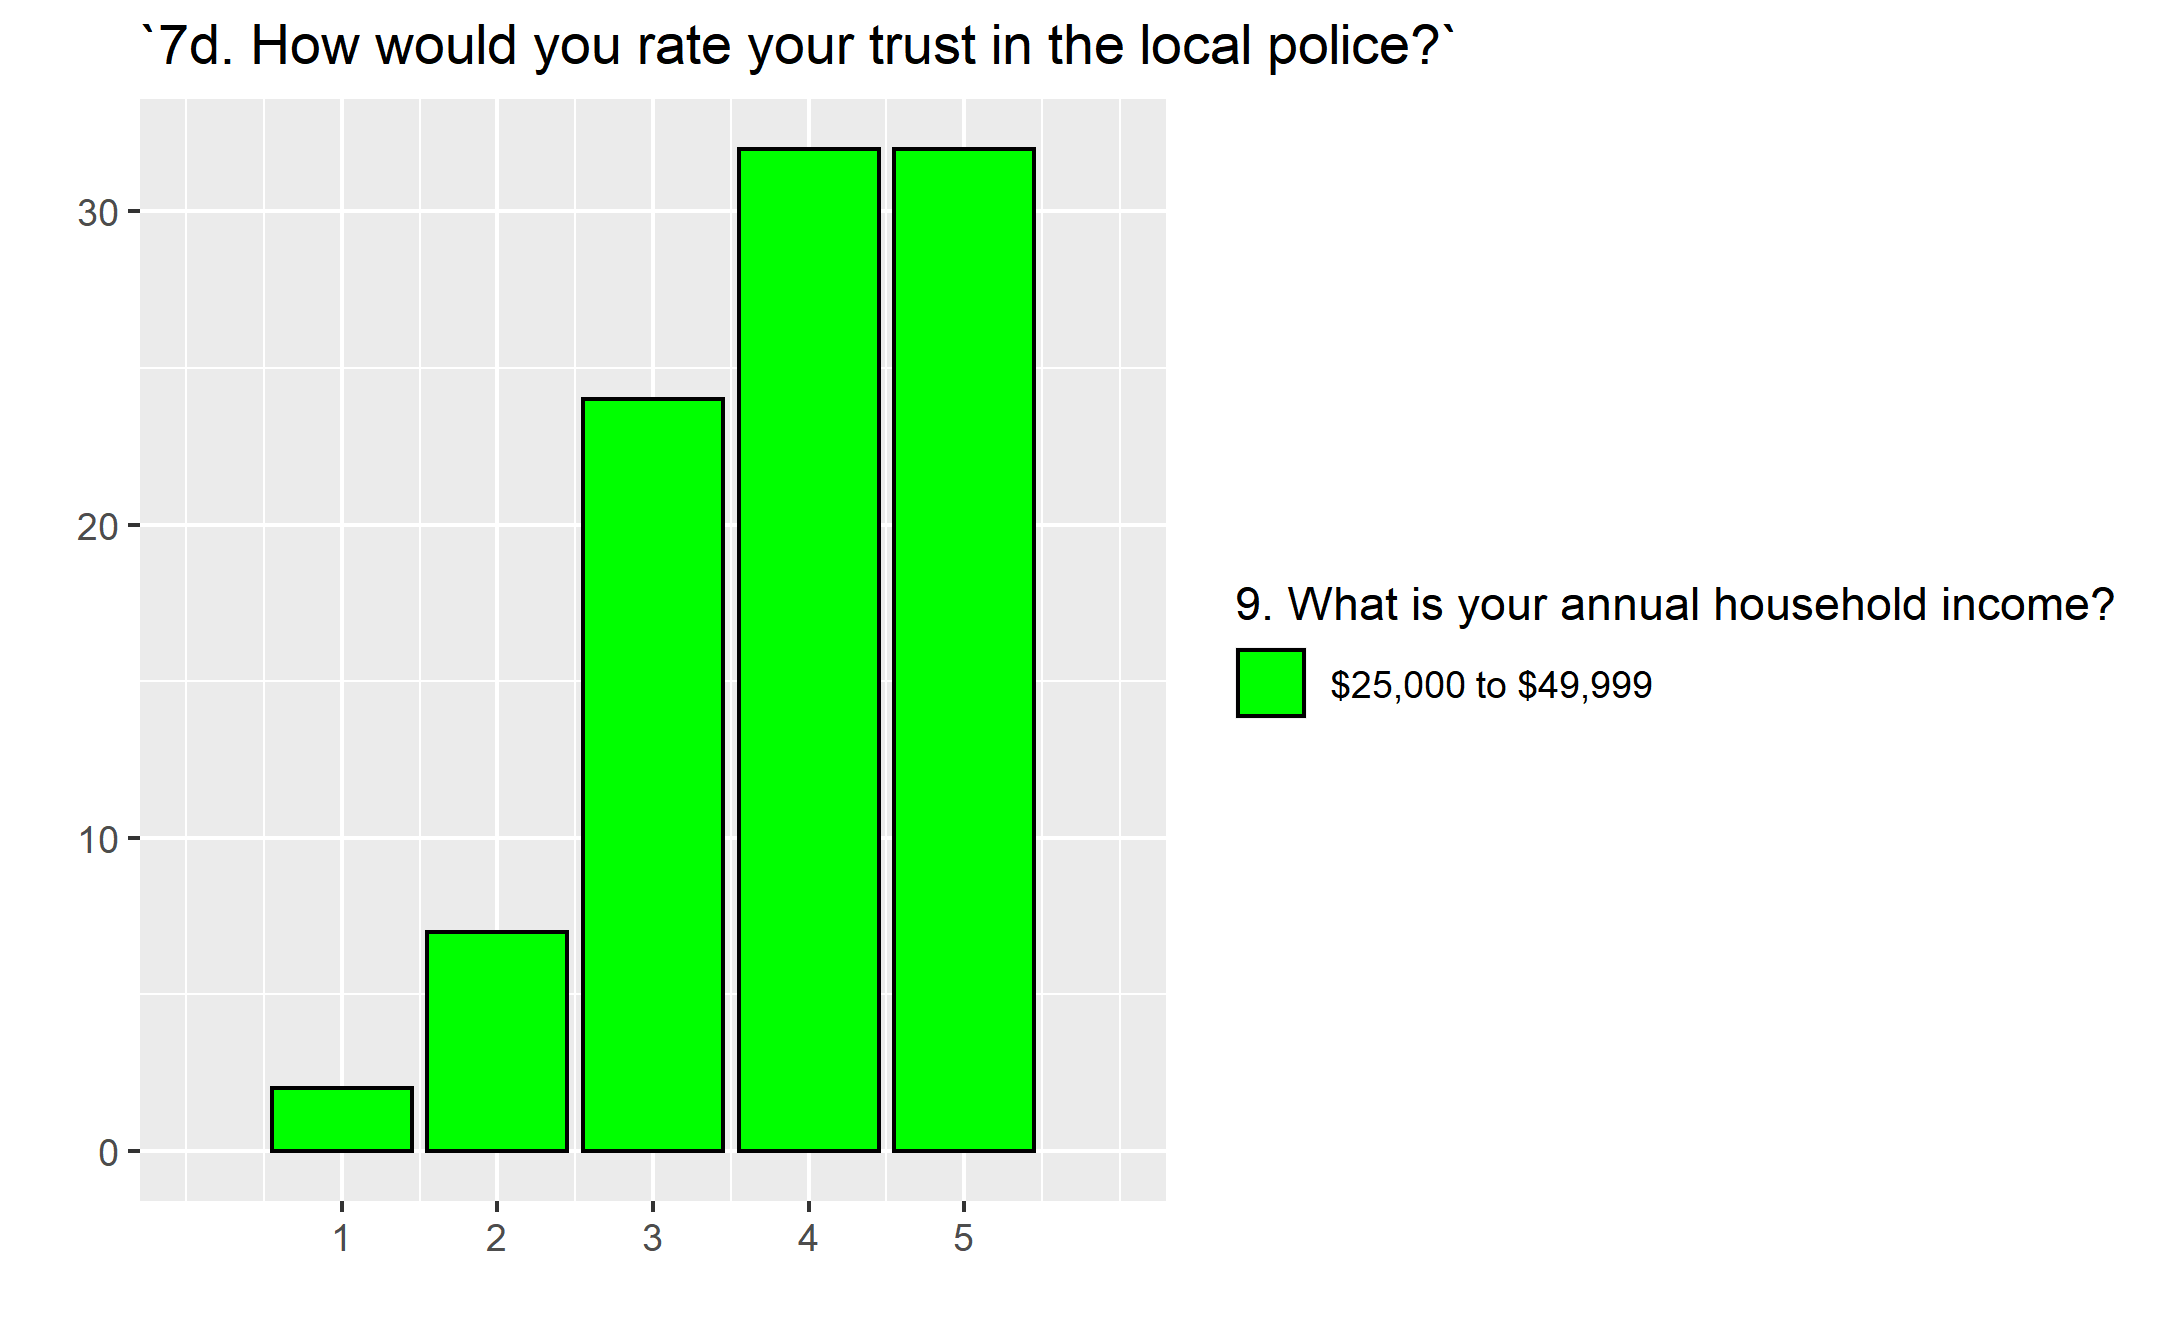 `7d. How would you rate your trust in the local police?`
30
20
10
0
1 2 3 4 5
9. What is your annual household income?
$25,000 to $49,999